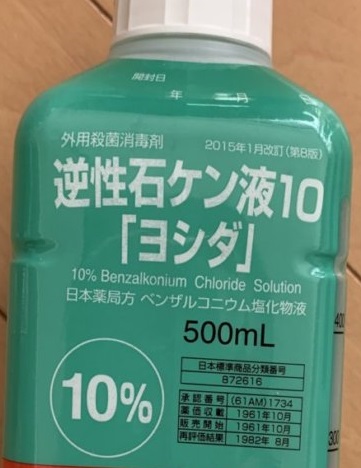 開封日
年 月
外用殺菌消毒剤 2015年1月改訂(第8版)
逆性石ケン液10
「ヨシダ」
10% Benzalkonium Chloride Solution
日本薬局方 ベンザルコニウム塩化物液
500mL
日本標準商品分類番号
872616
10%
承認番号 (61AM)1734
薬価収載 1961年10月
販売開始 1961年10月
再評価結果 1982年 8月
400
300